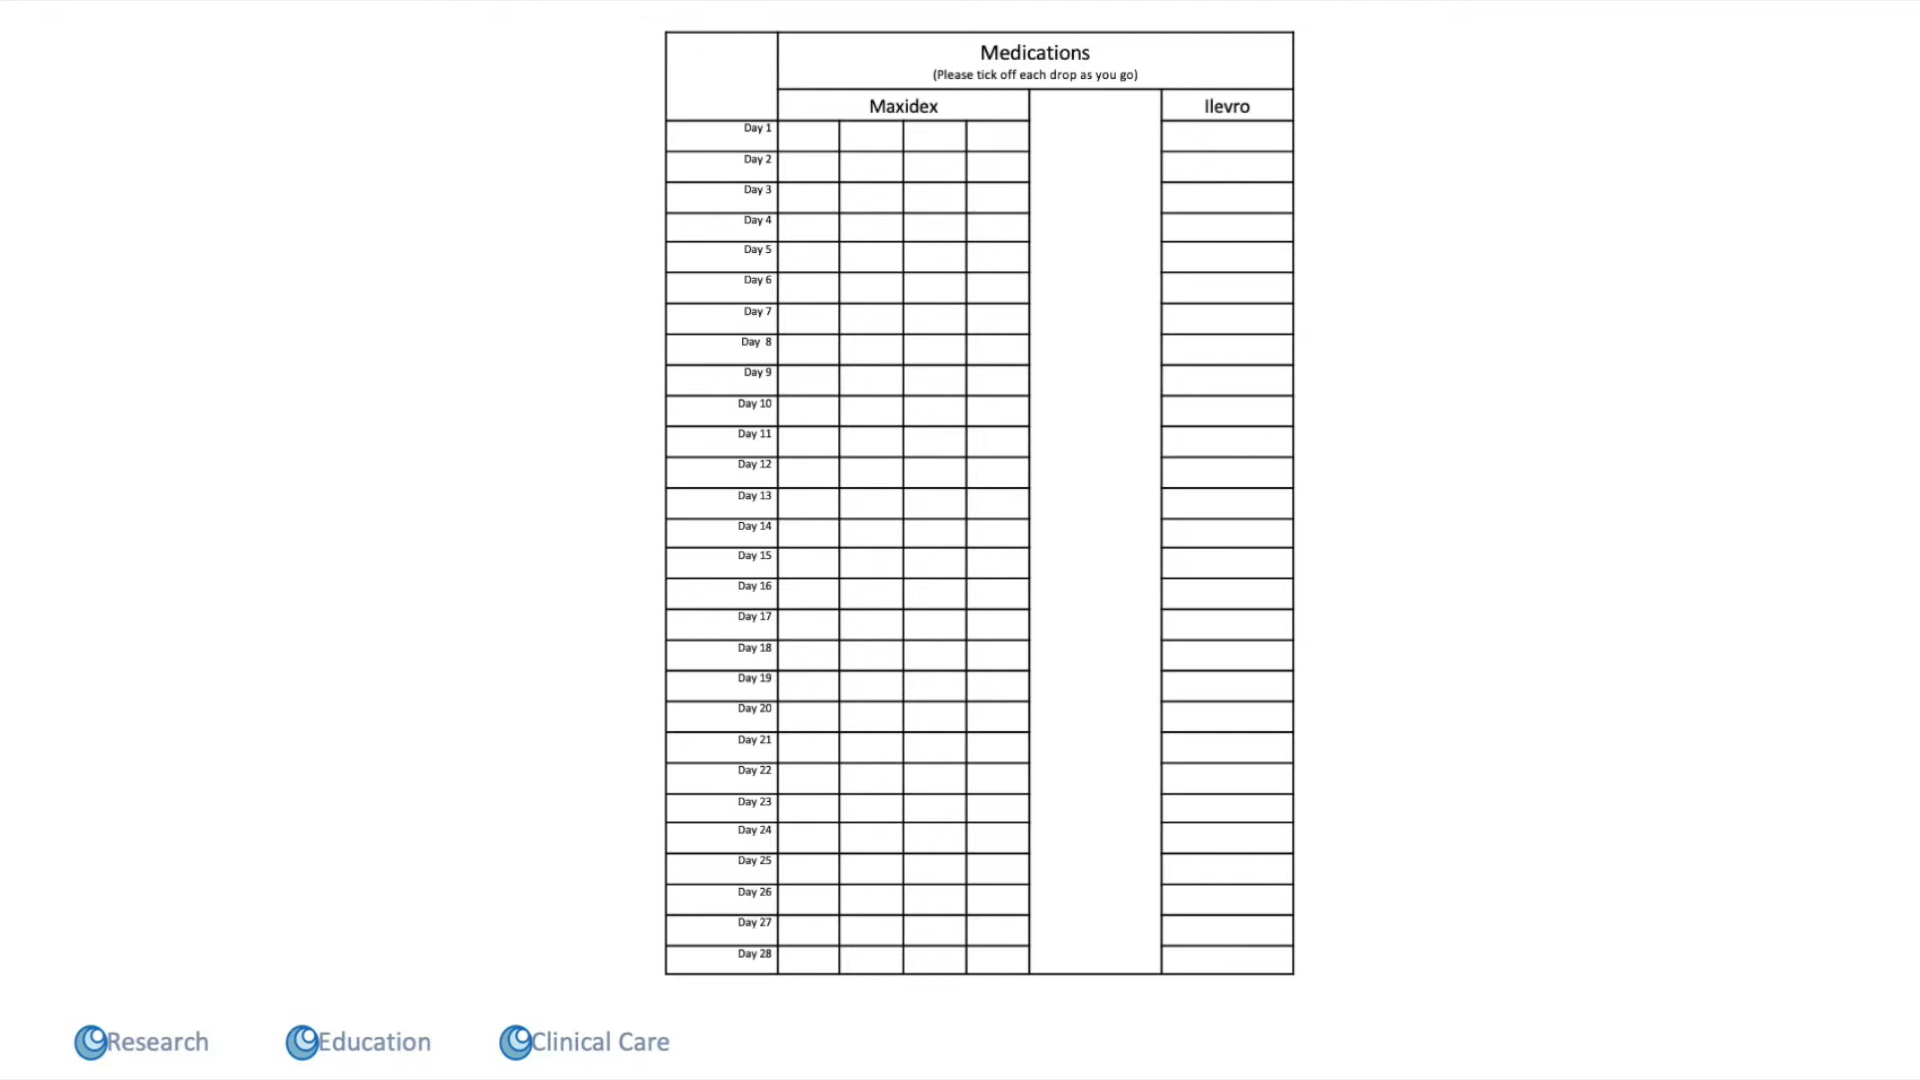 Medications
(Please tick off each drop as you go)
Maxidex
Ilevro
Day 1
Day 2
Day 3
Day 4
Day 5
Day 6
Day 7
Day 8
Day 9
Day 10
Day 11
Day 12
Day 13
Day 14
Day 15
Day 16
Day 17
Day 18
Day 19
Day 20
Day 21
Day 22
Day 23
Day 24
Day 25
Day 26
Day 27
Day 28
Research
Education
Clinical Care